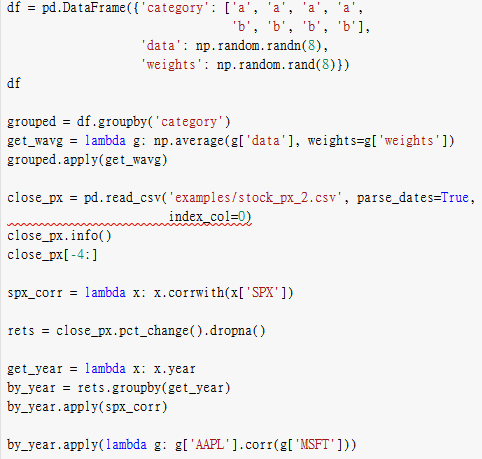 df = pd.DataFrame({'category': ['a', 'a', 'a', 'a',
                                'b', 'b', 'b', 'b'],
                   'data': np.random.randn(8),
                   'weights': np.random.rand(8)})
df

grouped = df.groupby('category')
get_wavg = lambda g: np.average(g['data'], weights=g['weights'])
grouped.apply(get_wavg)

close_px = pd.read_csv('examples/stock_px_2.csv', parse_dates=True,
                       index_col=0)
close_px.info()
close_px[-4:]

spx_corr = lambda x: x.corrwith(x['SPX'])

rets = close_px.pct_change().dropna()

get_year = lambda x: x.year
by_year = rets.groupby(get_year)
by_year.apply(spx_corr)

by_year.apply(lambda g: g['AAPL'].corr(g['MSFT']))